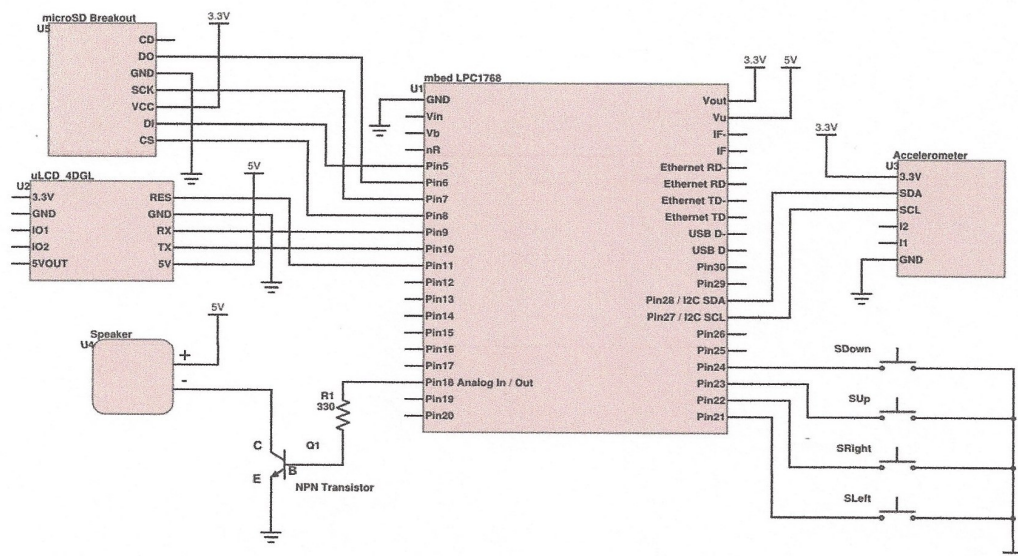 microSD Breakout
U5
CD
DO
GND
SCK
VCC
DI
CS
3.3V
uLCD_4DGL
U2
3.3V
GND
IO1
IO2
5VOUT
RES
GND
RX
TX
5V
5V
Speaker
U4
+
-
5V
R1
330
Q1
C
B
E
NPN Transistor
mbed LPC1768
U1
GND
Vin
Vb
nR
Pin5
Pin6
Pin7
Pin8
Pin9
Pin10
Pin11
Pin12
Pin13
Pin14
Pin15
Pin16
Pin17
Pin18 Analog In / Out
Pin19
Pin20
3.3V
5V
Vout
Vu
IF-
IF
Ethernet RD-
Ethernet RD
Ethernet TD-
Ethernet TD
USB D-
USB D
Pin30
Pin29
Pin28 / I2C SDA
Pin27 / I2C SCL
Pin26
Pin25
Pin24
Pin23
Pin22
Pin21
3.3V
Accelerometer
U3
3.3V
SDA
SCL
I2
I1
GND
SDown
SUp
SRight
SLeft